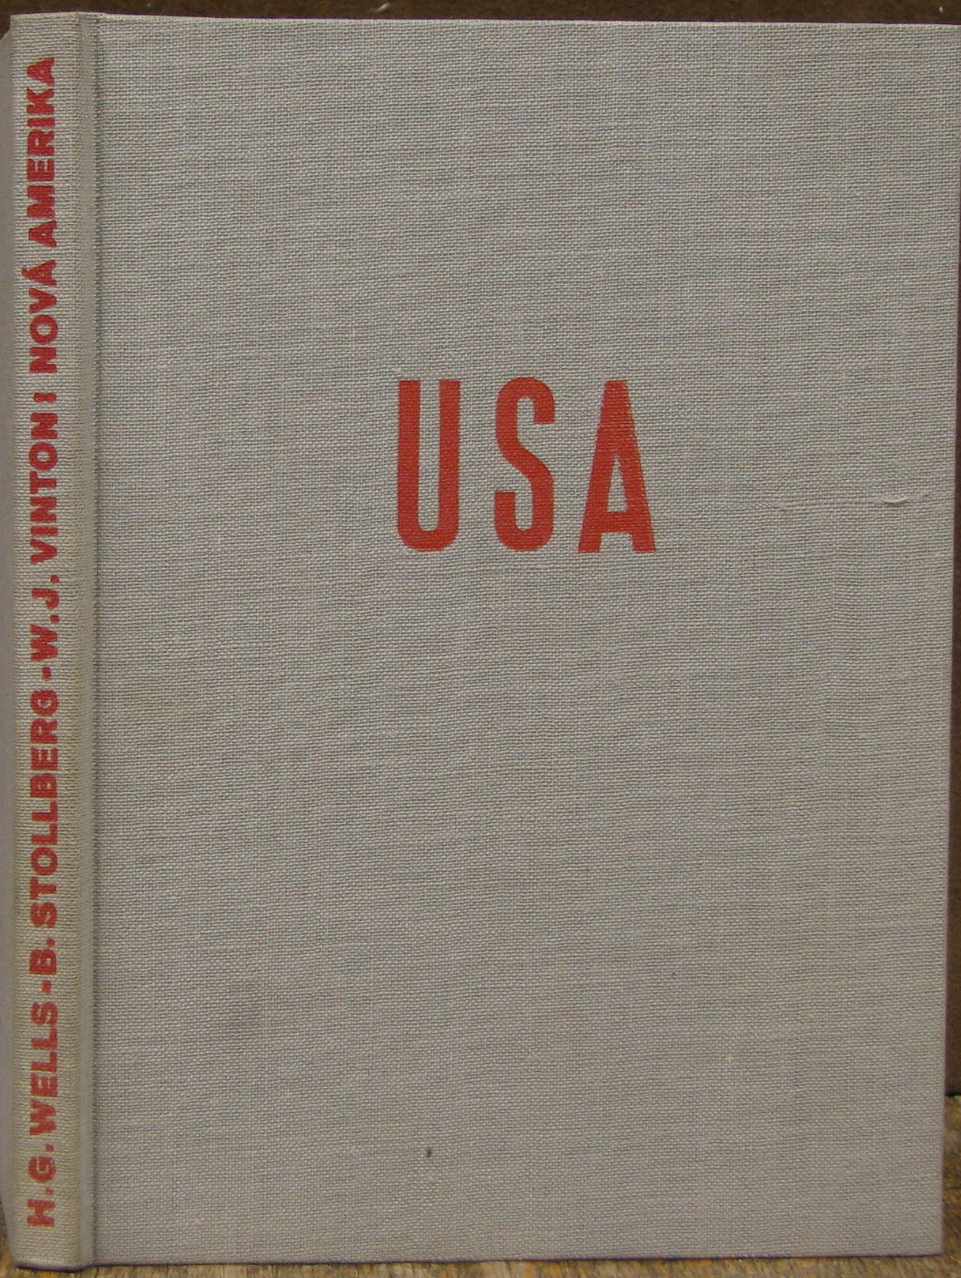 H.G. WELLS-B. STOLLBERG-W.J. VINTON: NOVÁ AMERIKA
USA